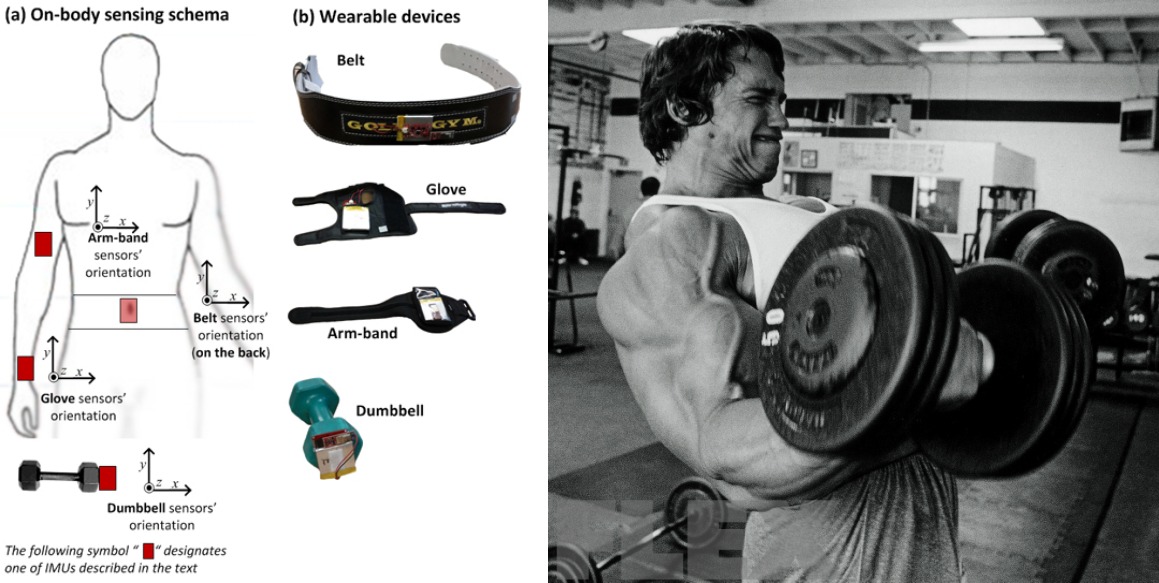 (a) On-body sensing schema
y
z x
Arm-band
sensors'
orientation
y
z x
Belt sensors'
orientation
(on the back)
y
z x
Glove sensors'
orientation
y
z x
Dumbbell sensors'
orientation
The following symbol " " designates
one of IMUs described in the text
(b) Wearable devices
Belt
GOLD GYM.
Glove
Arm-band
Dumbbell
50